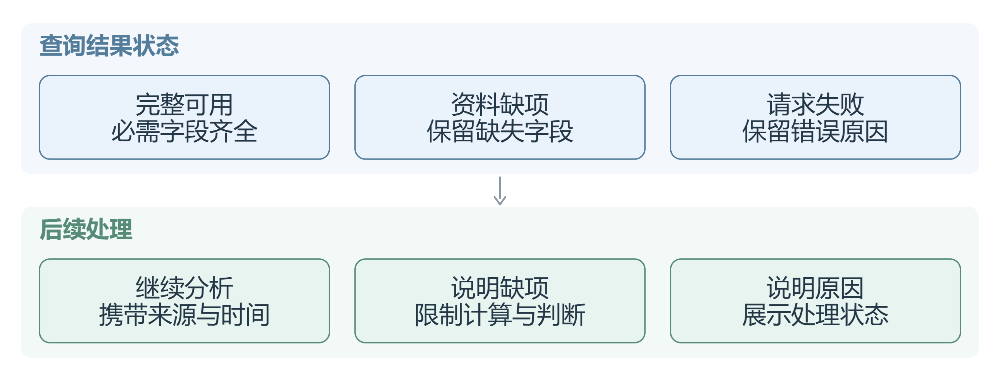 查询结果状态
完整可用
必需字段齐全
资料缺项
保留缺失字段
请求失败
保留错误原因
后续处理
继续分析
携带来源与时间
说明缺项
限制计算与判断
说明原因
展示处理状态